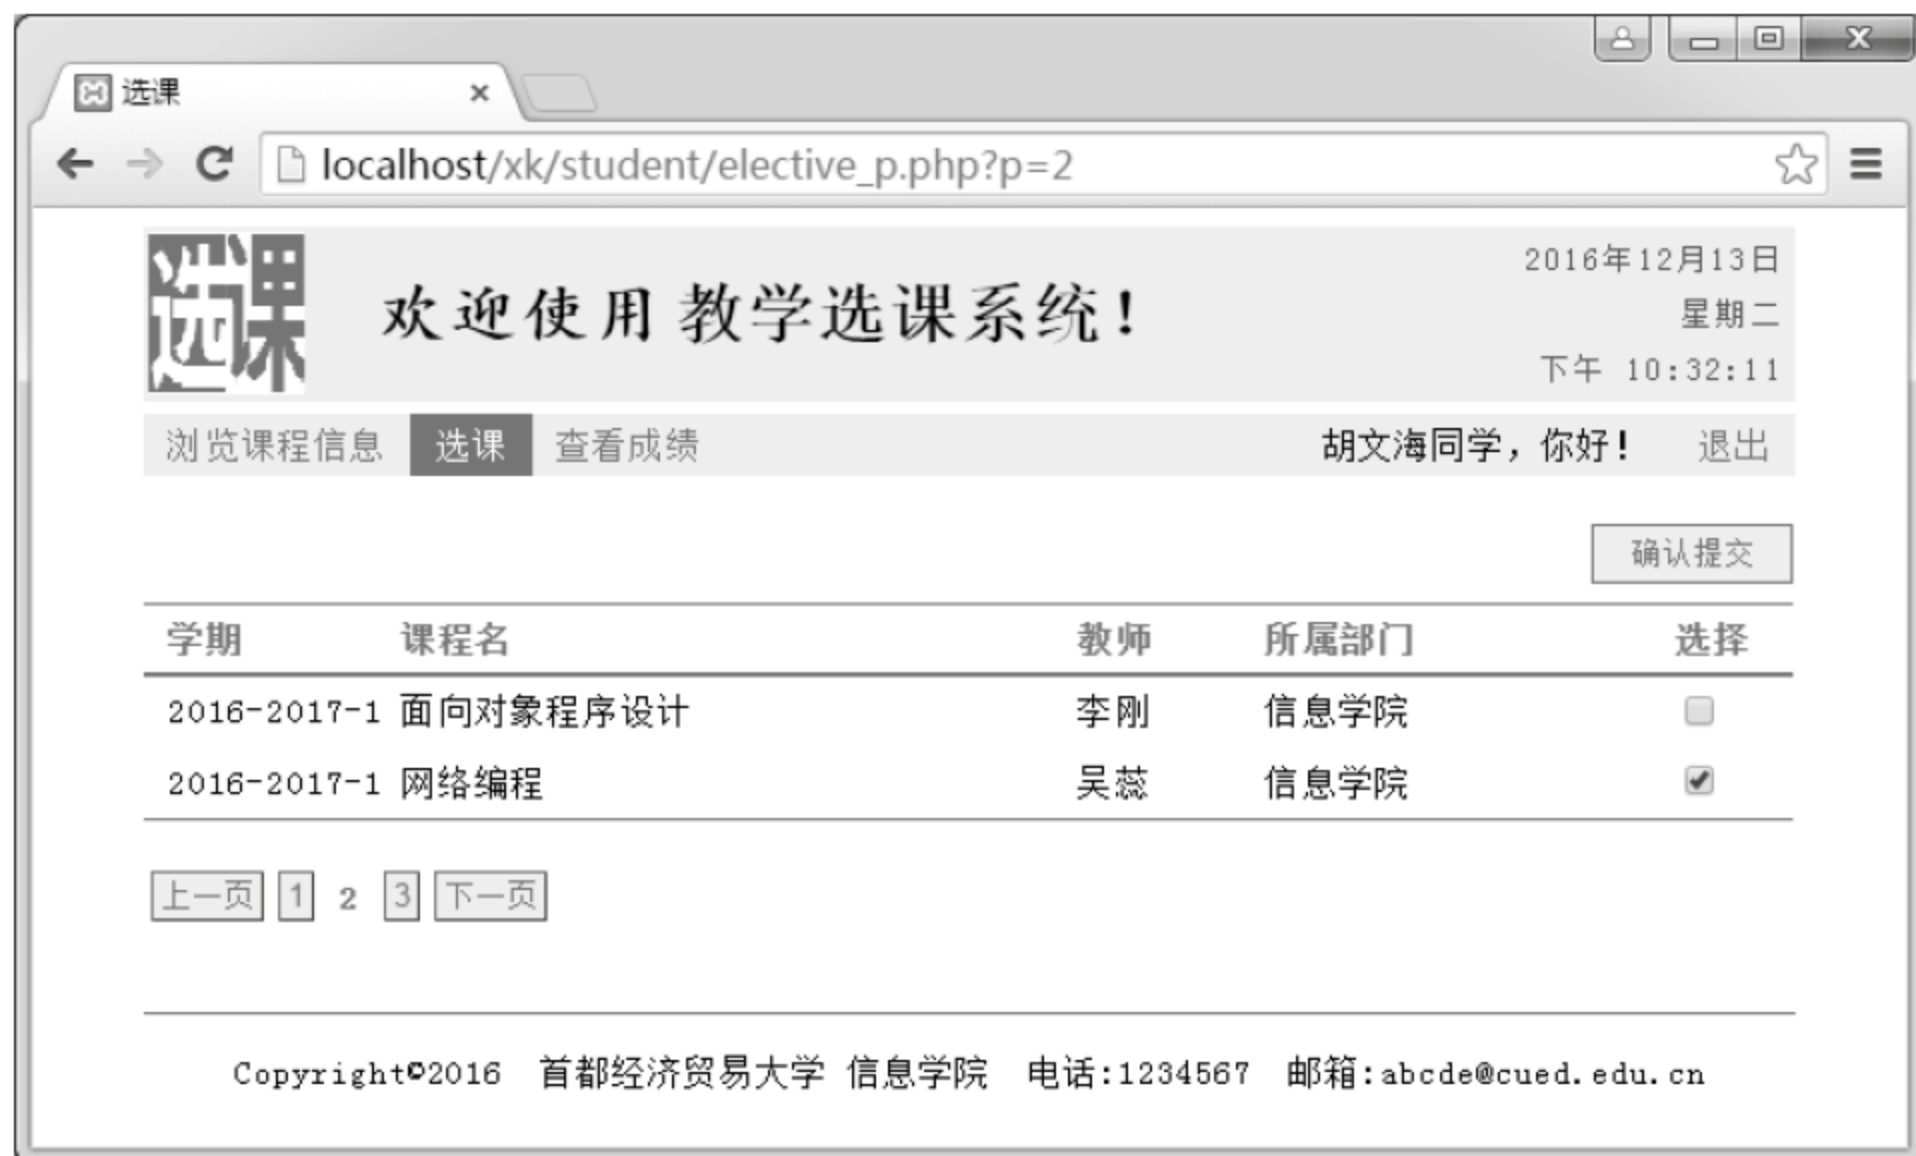 选课
localhost/xk/student/elective_p.php?p=2
选课
欢迎使用教学选课系统!
2016年12月13日
星期二
下午 10:32:11
浏览课程信息 选课 查看成绩 胡文海同学，你好! 退出
确认提交
学期 课程名 教师 所属部门 选择
2016-2017-1 面向对象程序设计 李刚 信息学院
2016-2017-1 网络编程 吴蕊 信息学院
上一页 1 2 3 下一页
Copyright©2016 首都经济贸易大学 信息学院 电话:1234567 邮箱:abcde@cued.edu.cn